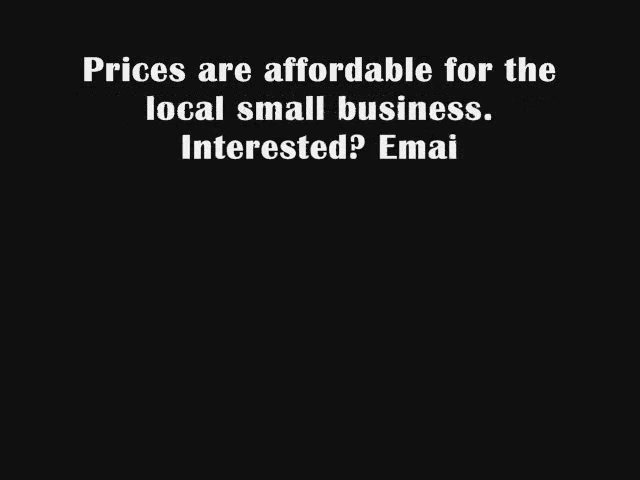 Prices are affordable for the
local small business.
Interested? Emai